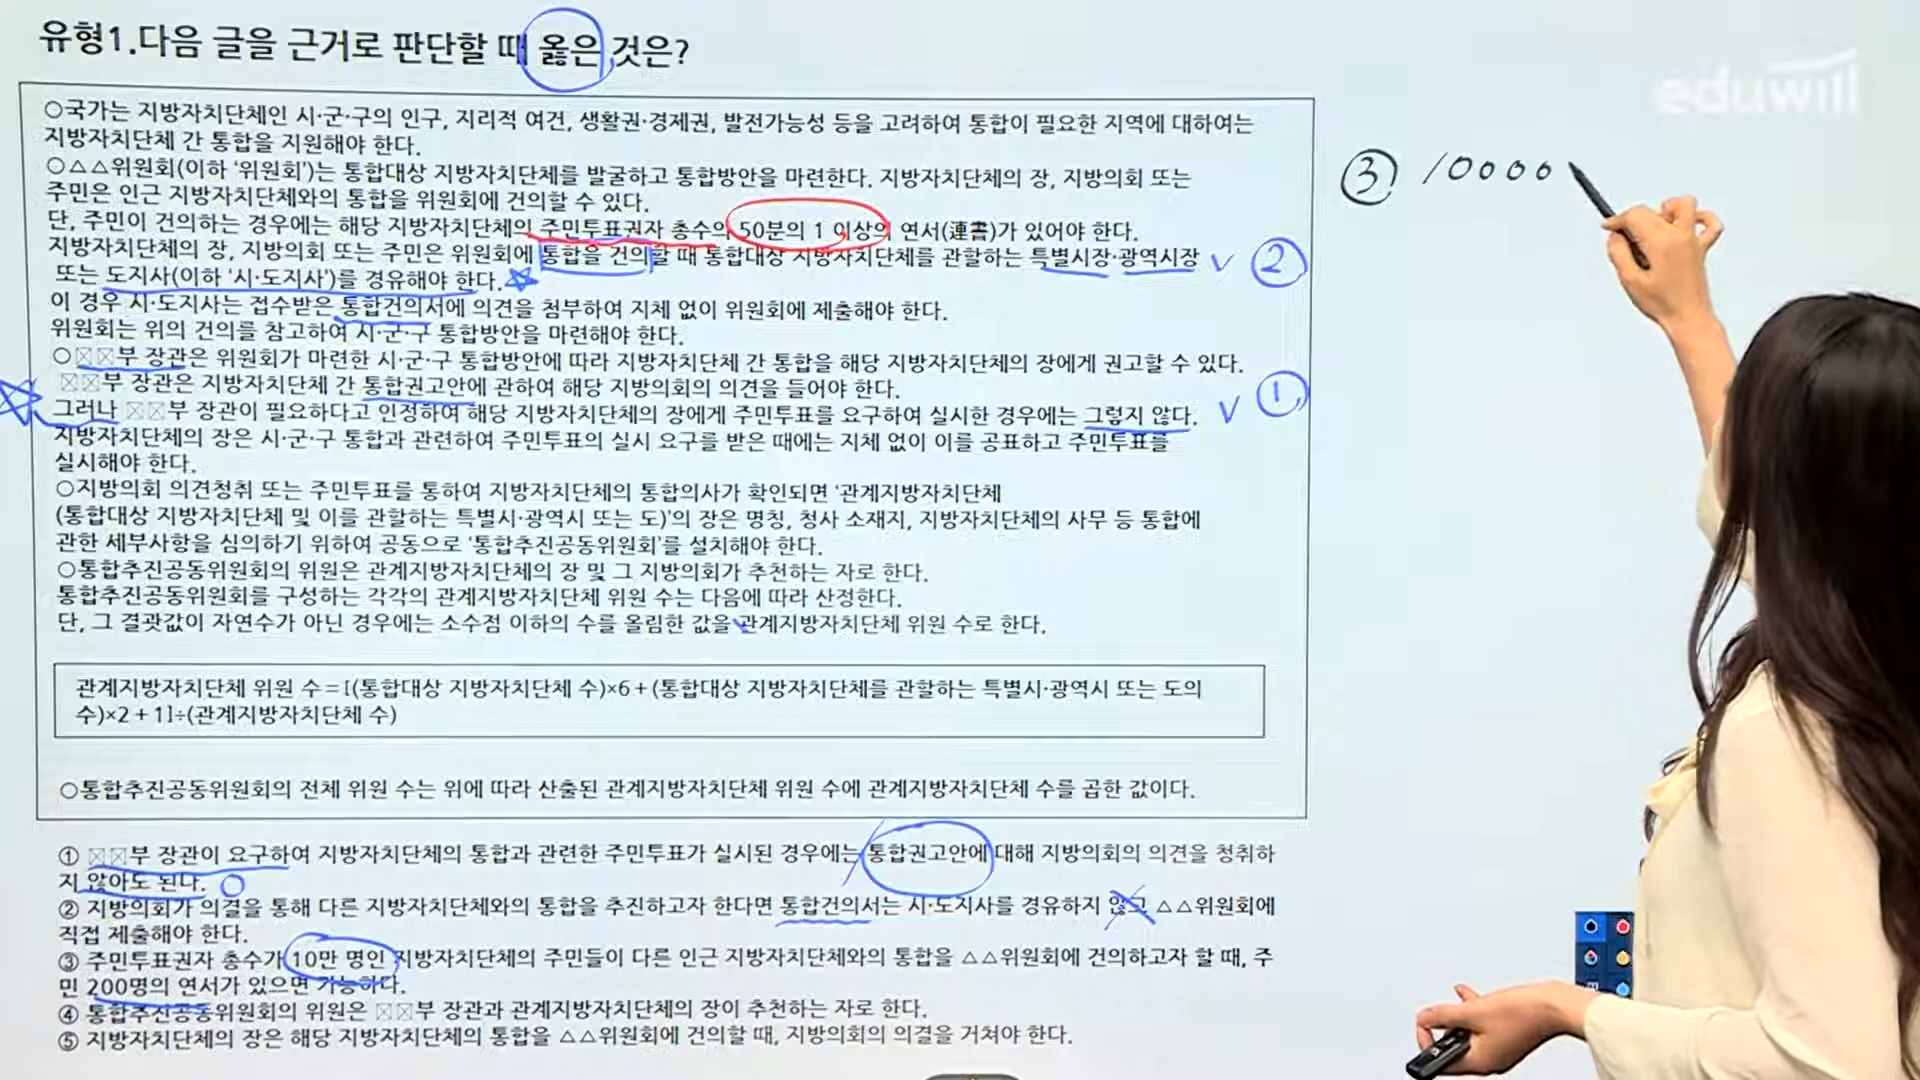 유형1.다음 글을 근거로 판단할 때 옳은 것은?
eduwill
○국가는 지방자치단체인 시·군·구의 인구, 지리적 여건, 생활권·경제권, 발전가능성 등을 고려하여 통합이 필요한 지역에 대하여는
지방자치단체 간 통합을 지원해야 한다.
○△△위원회(이하 ‘위원회’)는 통합대상 지방자치단체를 발굴하고 통합방안을 마련한다. 지방자치단체의 장, 지방의회 또는
주민은 인근 지방자치단체와의 통합을 위원회에 건의할 수 있다.
단, 주민이 건의하는 경우에는 해당 지방자치단체의 주민투표권자 총수의 50분의 1 이상의 연서(連書)가 있어야 한다.
지방자치단체의 장, 지방의회 또는 주민은 위원회에 통합을 건의할 때 통합대상 지방자치단체를 관할하는 특별시장·광역시장
또는 도지사(이하 ‘시·도지사’)를 경유해야 한다.
이 경우 시·도지사는 접수받은 통합건의서에 의견을 첨부하여 지체 없이 위원회에 제출해야 한다.
위원회는 위의 건의를 참고하여 시·군·구 통합방안을 마련해야 한다.
○☒☒부 장관은 위원회가 마련한 시·군·구 통합방안에 따라 지방자치단체 간 통합을 해당 지방자치단체의 장에게 권고할 수 있다.
☒☒부 장관은 지방자치단체 간 통합권고안에 관하여 해당 지방의회의 의견을 들어야 한다.
그러나 ☒☒부 장관이 필요하다고 인정하여 해당 지방자치단체의 장에게 주민투표를 요구하여 실시한 경우에는 그렇지 않다.
지방자치단체의 장은 시·군·구 통합과 관련하여 주민투표의 실시 요구를 받은 때에는 지체 없이 이를 공표하고 주민투표를
실시해야 한다.
○지방의회 의견청취 또는 주민투표를 통하여 지방자치단체의 통합의사가 확인되면 ‘관계지방자치단체
(통합대상 지방자치단체 및 이를 관할하는 특별시·광역시 또는 도)’의 장은 명칭, 청사 소재지, 지방자치단체의 사무 등 통합에
관한 세부사항을 심의하기 위하여 공동으로 ‘통합추진공동위원회’를 설치해야 한다.
○통합추진공동위원회의 위원은 관계지방자치단체의 장 및 그 지방의회가 추천하는 자로 한다.
통합추진공동위원회를 구성하는 각각의 관계지방자치단체 위원 수는 다음에 따라 산정한다.
단, 그 결괏값이 자연수가 아닌 경우에는 소수점 이하의 수를 올림한 값을 관계지방자치단체 위원 수로 한다.
관계지방자치단체 위원 수=[(통합대상 지방자치단체 수)×6+(통합대상 지방자치단체를 관할하는 특별시·광역시 또는 도의
수)×2+1]÷(관계지방자치단체 수)
○통합추진공동위원회의 전체 위원 수는 위에 따라 산출된 관계지방자치단체 위원 수에 관계지방자치단체 수를 곱한 값이다.
① ☒☒부 장관이 요구하여 지방자치단체의 통합과 관련한 주민투표가 실시된 경우에는 통합권고안에 대해 지방의회의 의견을 청취하
지 않아도 된다.
② 지방의회가 의결을 통해 다른 지방자치단체와의 통합을 추진하고자 한다면 통합건의서는 시·도지사를 경유하지 않고 △△위원회에
직접 제출해야 한다.
③ 주민투표권자 총수가 10만 명인 지방자치단체의 주민들이 다른 인근 지방자치단체와의 통합을 △△위원회에 건의하고자 할 때, 주
민 200명의 연서가 있으면 가능하다.
④ 통합추진공동위원회의 위원은 ☒☒부 장관과 관계지방자치단체의 장이 추천하는 자로 한다.
⑤ 지방자치단체의 장은 해당 지방자치단체의 통합을 △△위원회에 건의할 때, 지방의회의 의결을 거쳐야 한다.
②
①
③ 10000